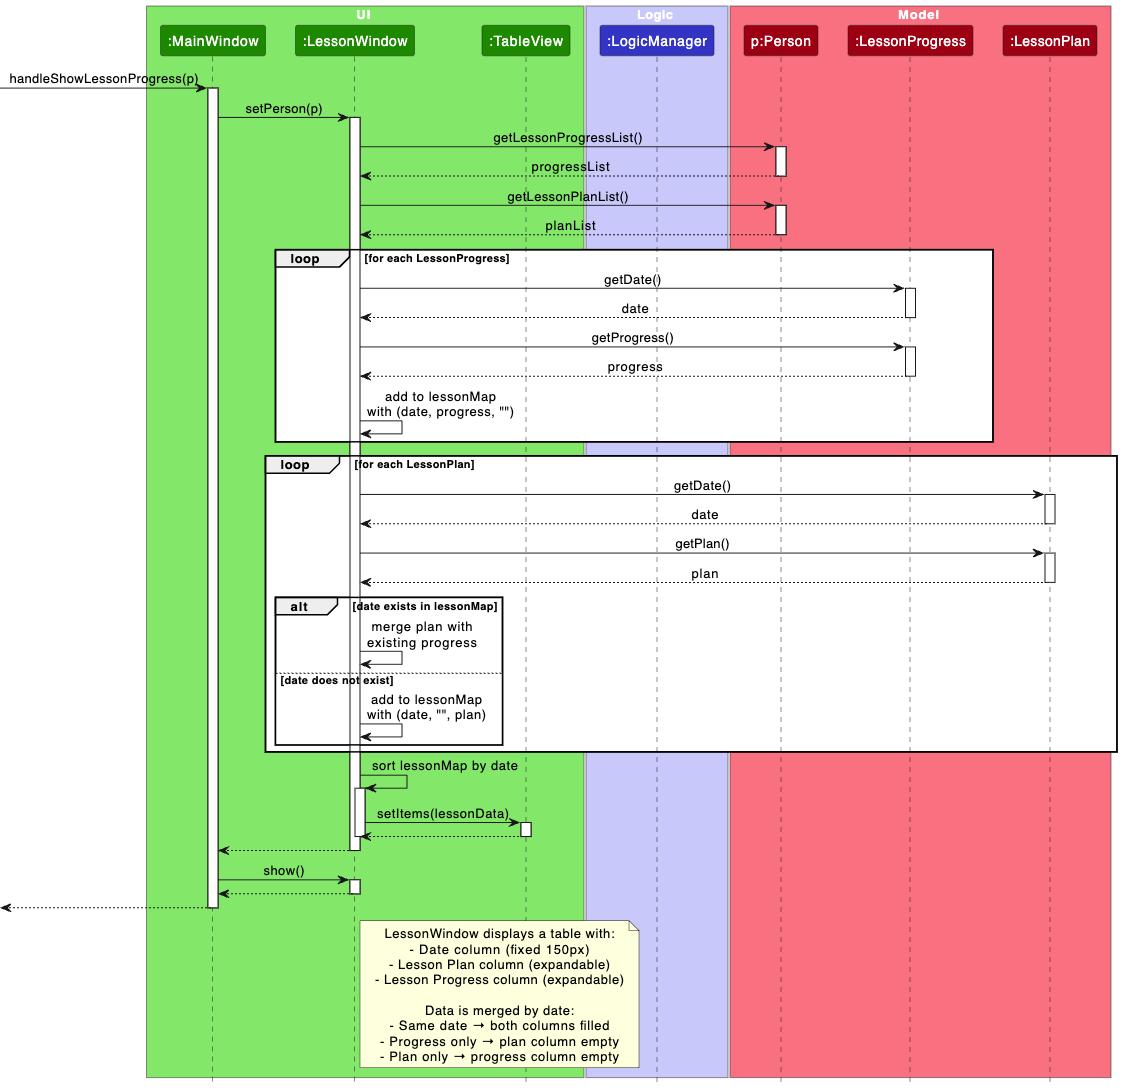 UI
Logic
Model
:MainWindow
:LessonWindow
:TableView
:LogicManager
p:Person
:LessonProgress
:LessonPlan
handleShowLessonProgress(p)
setPerson(p)
getLessonProgressList()
progressList
getLessonPlanList()
planList
loop
[for each LessonProgress]
getDate()
date
getProgress()
progress
add to lessonMap
with (date, progress, "")
loop
[for each LessonPlan]
getDate()
date
getPlan()
plan
alt
[date exists in lessonMap]
merge plan with
existing progress
[date does not exist]
add to lessonMap
with (date, "", plan)
sort lessonMap by date
setItems(lessonData)
show()
LessonWindow displays a table with:
- Date column (fixed 150px)
- Lesson Plan column (expandable)
- Lesson Progress column (expandable)
Data is merged by date:
- Same date → both columns filled
- Progress only → plan column empty
- Plan only → progress column empty